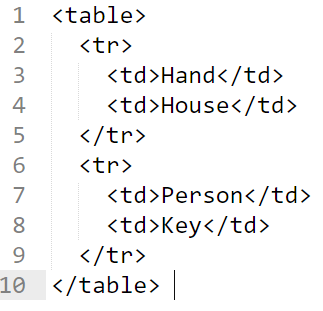 1 <table>
2   <tr>
3     <td>Hand</td>
4     <td>House</td>
5   </tr>
6   <tr>
7     <td>Person</td>
8     <td>Key</td>
9   </tr>
10 </table>